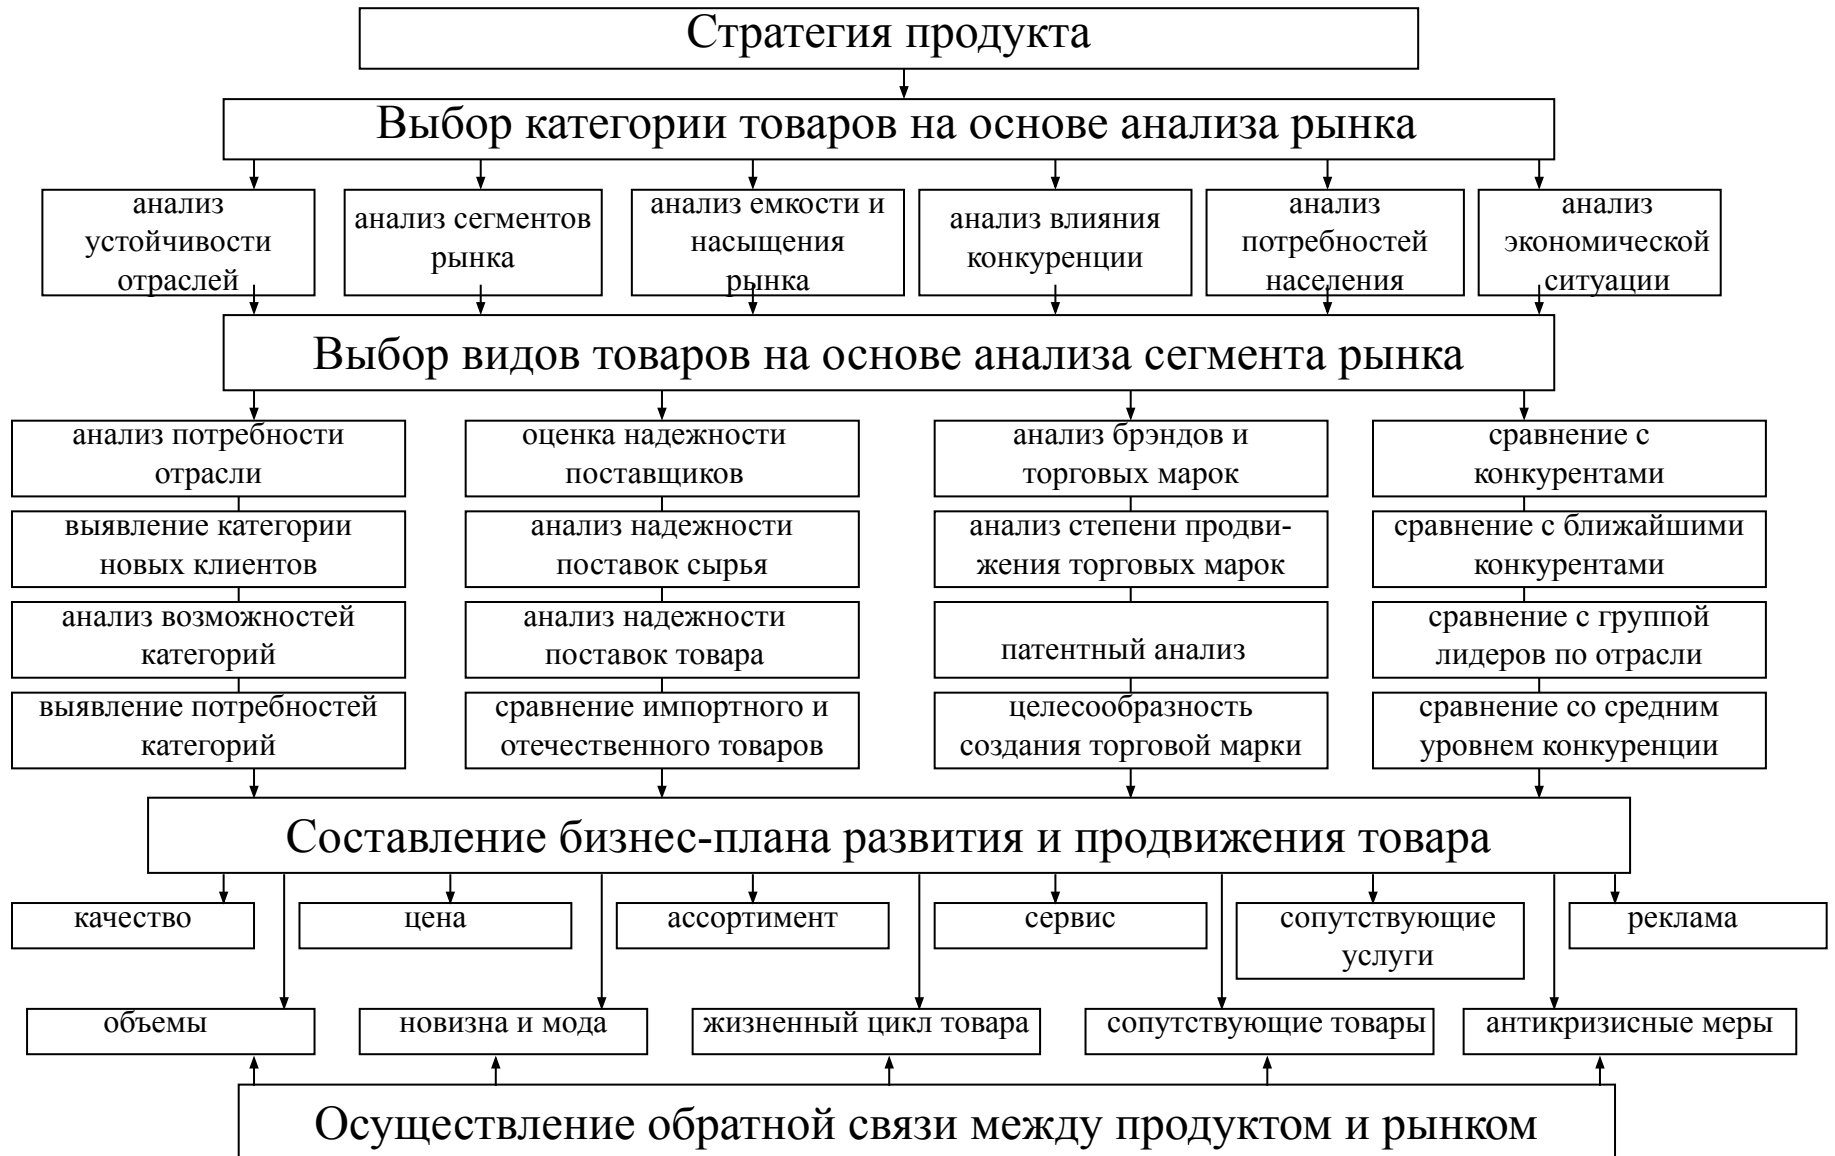 Стратегия продукта
Выбор категории товаров на основе анализа рынка
анализ
устойчивости
отраслей
анализ сегментов
рынка
анализ емкости и
насыщения
рынка
анализ влияния
конкуренции
анализ
потребностей
населения
анализ
экономической
ситуации
Выбор видов товаров на основе анализа сегмента рынка
анализ потребности
отрасли
оценка надежности
поставщиков
анализ брэндов и
торговых марок
сравнение с
конкурентами
выявление категории
новых клиентов
анализ надежности
поставок сырья
анализ степени продви-
жения торговых марок
сравнение с ближайшими
конкурентами
анализ возможностей
категорий
анализ надежности
поставок товара
патентный анализ
сравнение с группой
лидеров по отрасли
выявление потребностей
категорий
сравнение импортного и
отечественного товаров
целесообразность
создания торговой марки
сравнение со средним
уровнем конкуренции
Составление бизнес-плана развития и продвижения товара
качество
цена
ассортимент
сервис
сопутствующие
услуги
реклама
объемы
новизна и мода
жизненный цикл товара
сопутствующие товары
антикризисные меры
Осуществление обратной связи между продуктом и рынком